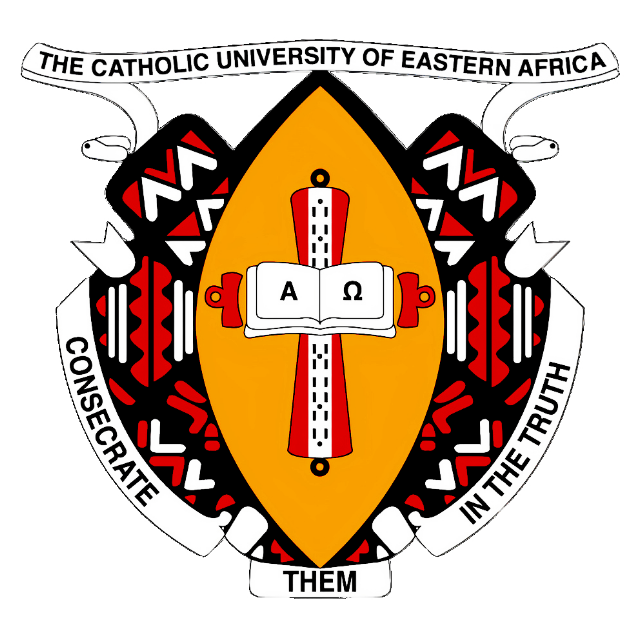 THE CATHOLIC UNIVERSITY OF EASTERN AFRICA
Α Ω
CONSECRATE
THEM
IN THE TRUTH